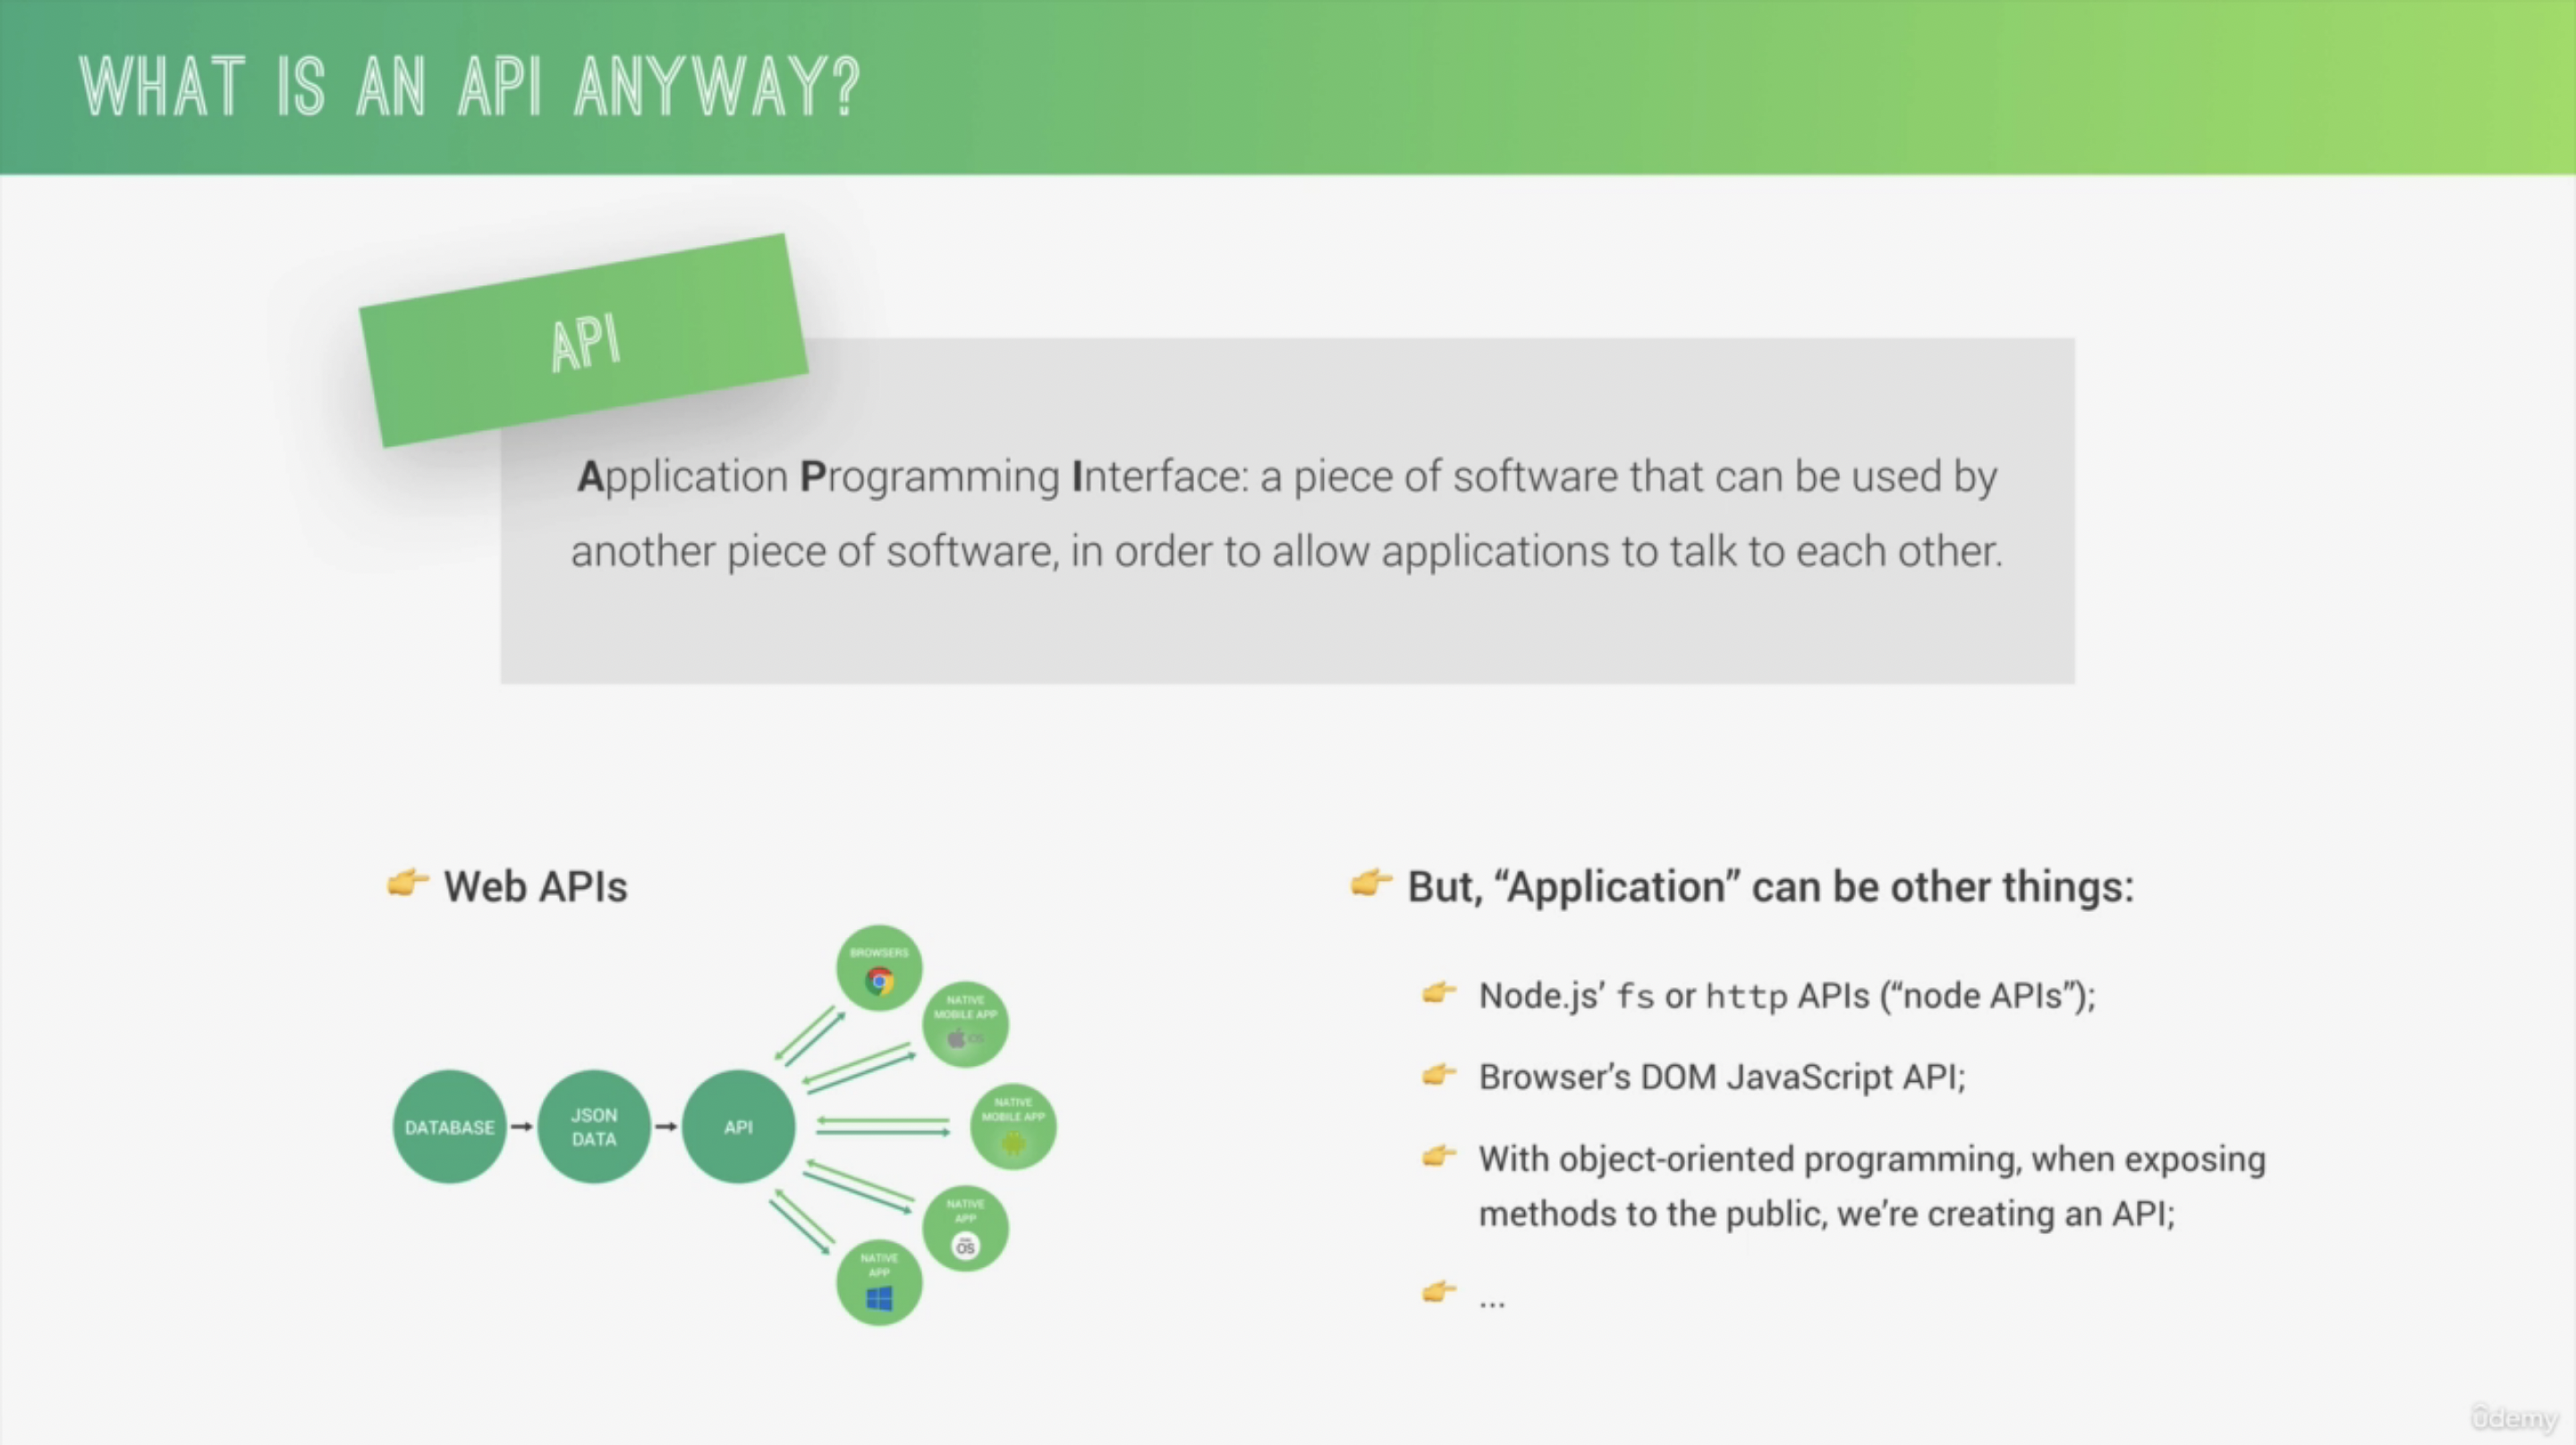 WHAT IS AN API ANYWAY?
API
Application Programming Interface: a piece of software that can be used by
another piece of software, in order to allow applications to talk to each other.
👉 Web APIs
DATABASE
JSON
DATA
API
BROWSERS
NATIVE
MOBILE APP
iOS
NATIVE
MOBILE APP
NATIVE
APP
macOS
NATIVE
APP
👉 But, “Application” can be other things:
👉 Node.js’ fs or http APIs (“node APIs”);
👉 Browser’s DOM JavaScript API;
👉 With object-oriented programming, when exposing
methods to the public, we’re creating an API;
👉 ...
ûdemy